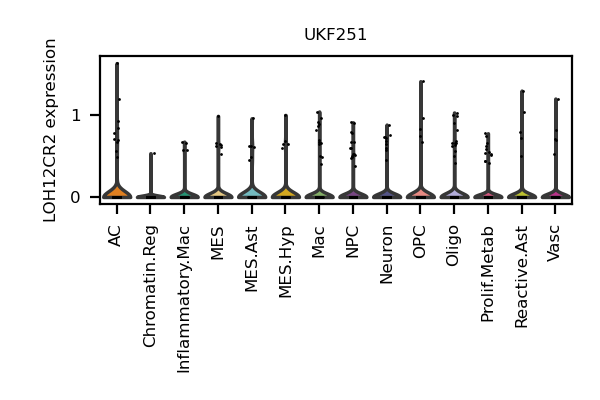 UKF251
LOH12CR2 expression
1
0
AC
Chromatin.Reg
Inflammatory.Mac
MES
MES.Ast
MES.Hyp
Mac
NPC
Neuron
OPC
Oligo
Prolif.Metab
Reactive.Ast
Vasc